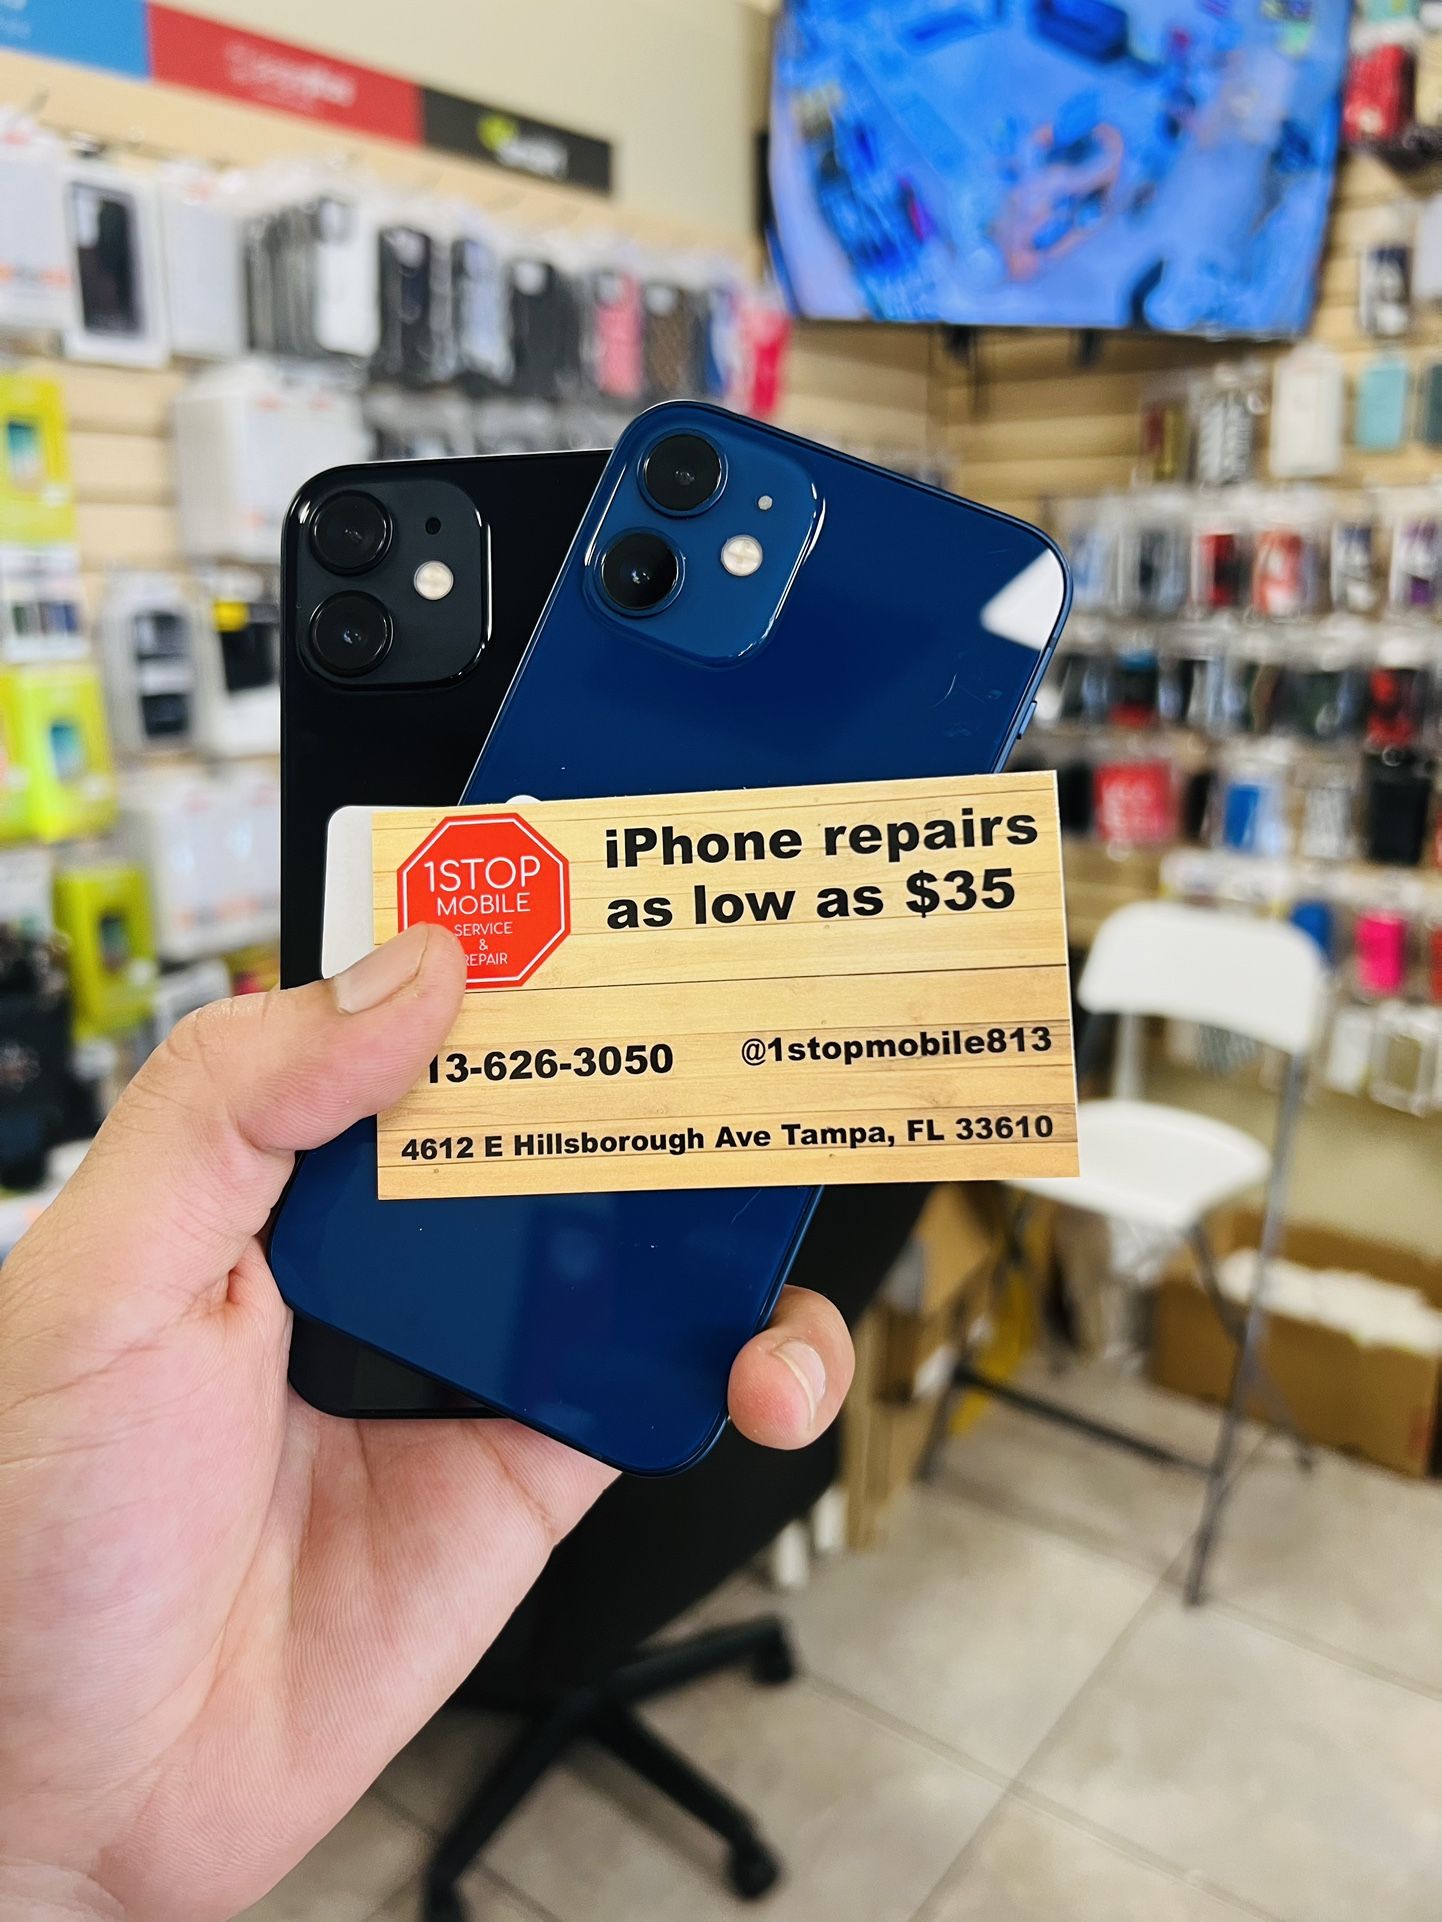 1STOP
MOBILE
SERVICE
&
REPAIR
iPhone repairs
as low as $35
13-626-3050
@1stopmobile813
4612 E Hillsborough Ave Tampa, FL 33610